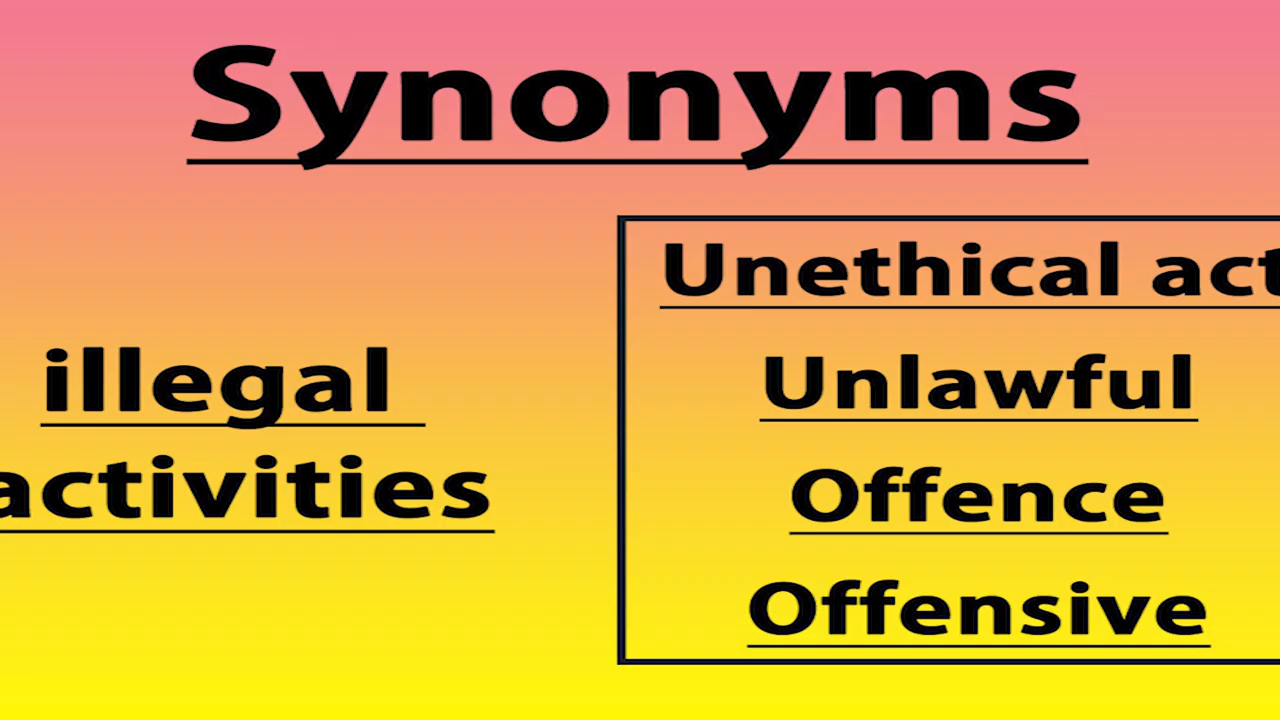 Synonyms
illegal
activities
Unethical act
Unlawful
Offence
Offensive